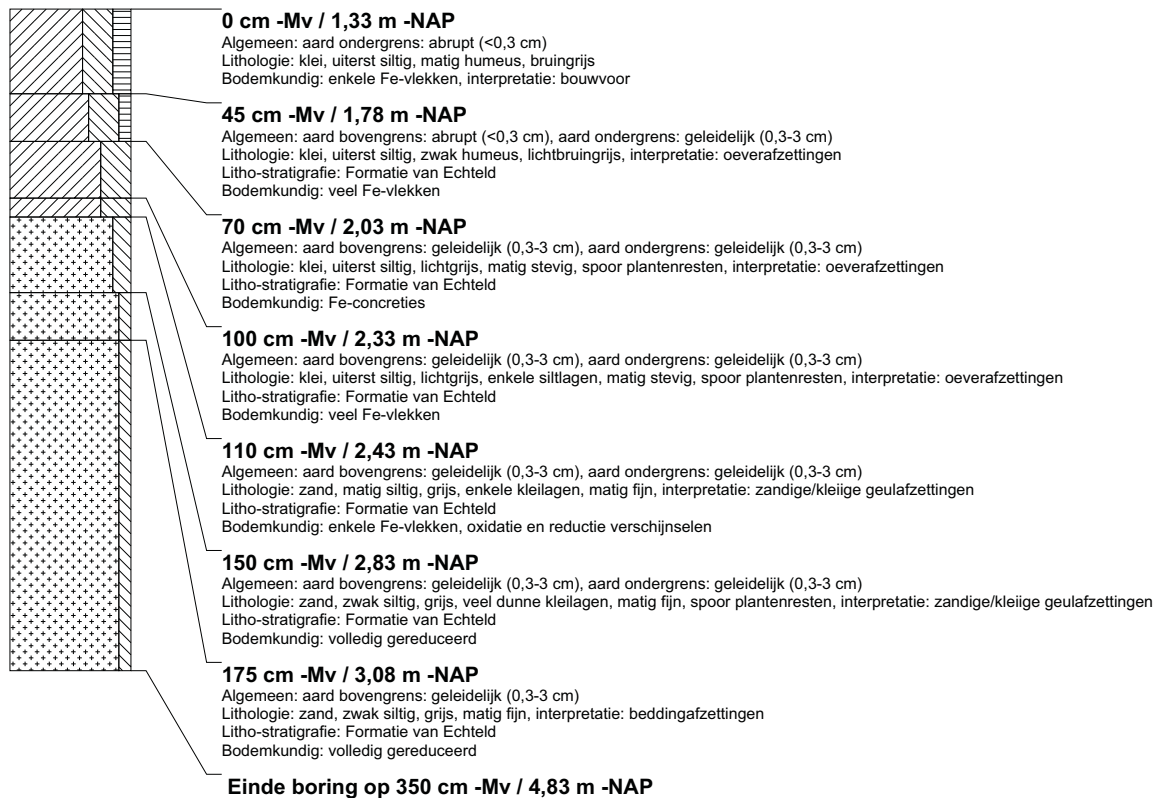 0 cm -Mv / 1,33 m -NAP
Algemeen: aard ondergrens: abrupt (<0,3 cm)
Lithologie: klei, uiterst siltig, matig humeus, bruingrijs
Bodemkundig: enkele Fe-vlekken, interpretatie: bouwvoor
45 cm -Mv / 1,78 m -NAP
Algemeen: aard bovengrens: abrupt (<0,3 cm), aard ondergrens: geleidelijk (0,3-3 cm)
Lithologie: klei, uiterst siltig, zwak humeus, lichtbruingrijs, interpretatie: oeverafzettingen
Litho-stratigrafie: Formatie van Echteld
Bodemkundig: veel Fe-vlekken
70 cm -Mv / 2,03 m -NAP
Algemeen: aard bovengrens: geleidelijk (0,3-3 cm), aard ondergrens: geleidelijk (0,3-3 cm)
Lithologie: klei, uiterst siltig, lichtgrijs, matig stevig, spoor plantenresten, interpretatie: oeverafzettingen
Litho-stratigrafie: Formatie van Echteld
Bodemkundig: Fe-concreties
100 cm -Mv / 2,33 m -NAP
Algemeen: aard bovengrens: geleidelijk (0,3-3 cm), aard ondergrens: geleidelijk (0,3-3 cm)
Lithologie: klei, uiterst siltig, lichtgrijs, enkele siltlagen, matig stevig, spoor plantenresten, interpretatie: oeverafzettingen
Litho-stratigrafie: Formatie van Echteld
Bodemkundig: veel Fe-vlekken
110 cm -Mv / 2,43 m -NAP
Algemeen: aard bovengrens: geleidelijk (0,3-3 cm), aard ondergrens: geleidelijk (0,3-3 cm)
Lithologie: zand, matig siltig, grijs, enkele kleilagen, matig fijn, interpretatie: zandige/kleiige geulafzettingen
Litho-stratigrafie: Formatie van Echteld
Bodemkundig: enkele Fe-vlekken, oxidatie en reductie verschijnselen
150 cm -Mv / 2,83 m -NAP
Algemeen: aard bovengrens: geleidelijk (0,3-3 cm), aard ondergrens: geleidelijk (0,3-3 cm)
Lithologie: zand, zwak siltig, grijs, veel dunne kleilagen, matig fijn, spoor plantenresten, interpretatie: zandige/kleiige geulafzettingen
Litho-stratigrafie: Formatie van Echteld
Bodemkundig: volledig gereduceerd
175 cm -Mv / 3,08 m -NAP
Algemeen: aard bovengrens: geleidelijk (0,3-3 cm)
Lithologie: zand, zwak siltig, grijs, matig fijn, interpretatie: beddingafzettingen
Litho-stratigrafie: Formatie van Echteld
Bodemkundig: volledig gereduceerd
Einde boring op 350 cm -Mv / 4,83 m -NAP